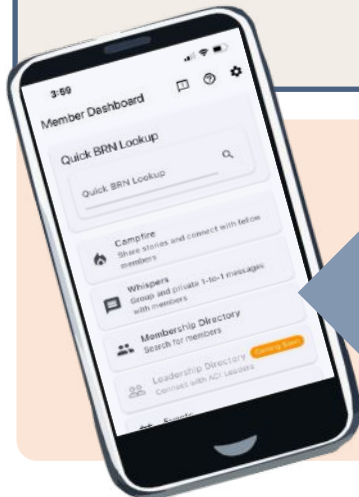 3:59
Member Dashboard
Quick BRN Lookup
Quick BRN Lookup
Campfire
Share stories and connect with fellow
members
Whispers
Group and private 1-to-1 messages
with members
Membership Directory
Search for members
Leadership Directory
Coming Soon
Connect with ACI Leaders
Events